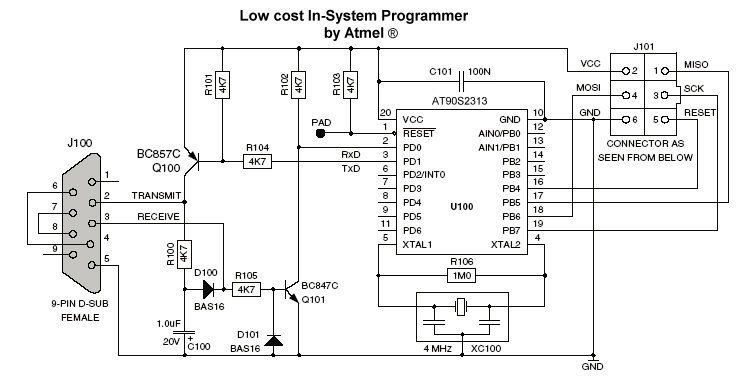 Low cost In-System Programmer
by Atmel ®
J101
VCC
2
1
MISO
MOSI
4
3
SCK
GND
6
5
RESET
CONNECTOR AS
SEEN FROM BELOW
R101
4K7
R102
4K7
R103
4K7
C101
100N
AT90S2313
PAD
20
VCC
GND
10
1
RESET
AIN0/PB0
12
2
PD0
AIN1/PB1
13
3
PD1
PB2
14
6
PD2/INT0
PB3
15
7
PD3
PB4
16
8
PD4
PB5
17
9
PD5
PB6
18
11
PD6
PB7
19
5
XTAL1
XTAL2
4
U100
RxD
TxD
BC857C
Q100
R104
4K7
J100
1
6
2
TRANSMIT
7
3
RECEIVE
8
4
9
5
9-PIN D-SUB
FEMALE
R100
4K7
D100
BAS16
R105
4K7
BC847C
Q101
R106
1M0
1.0uF
20V
+
C100
D101
BAS16
4 MHz
XC100
GND